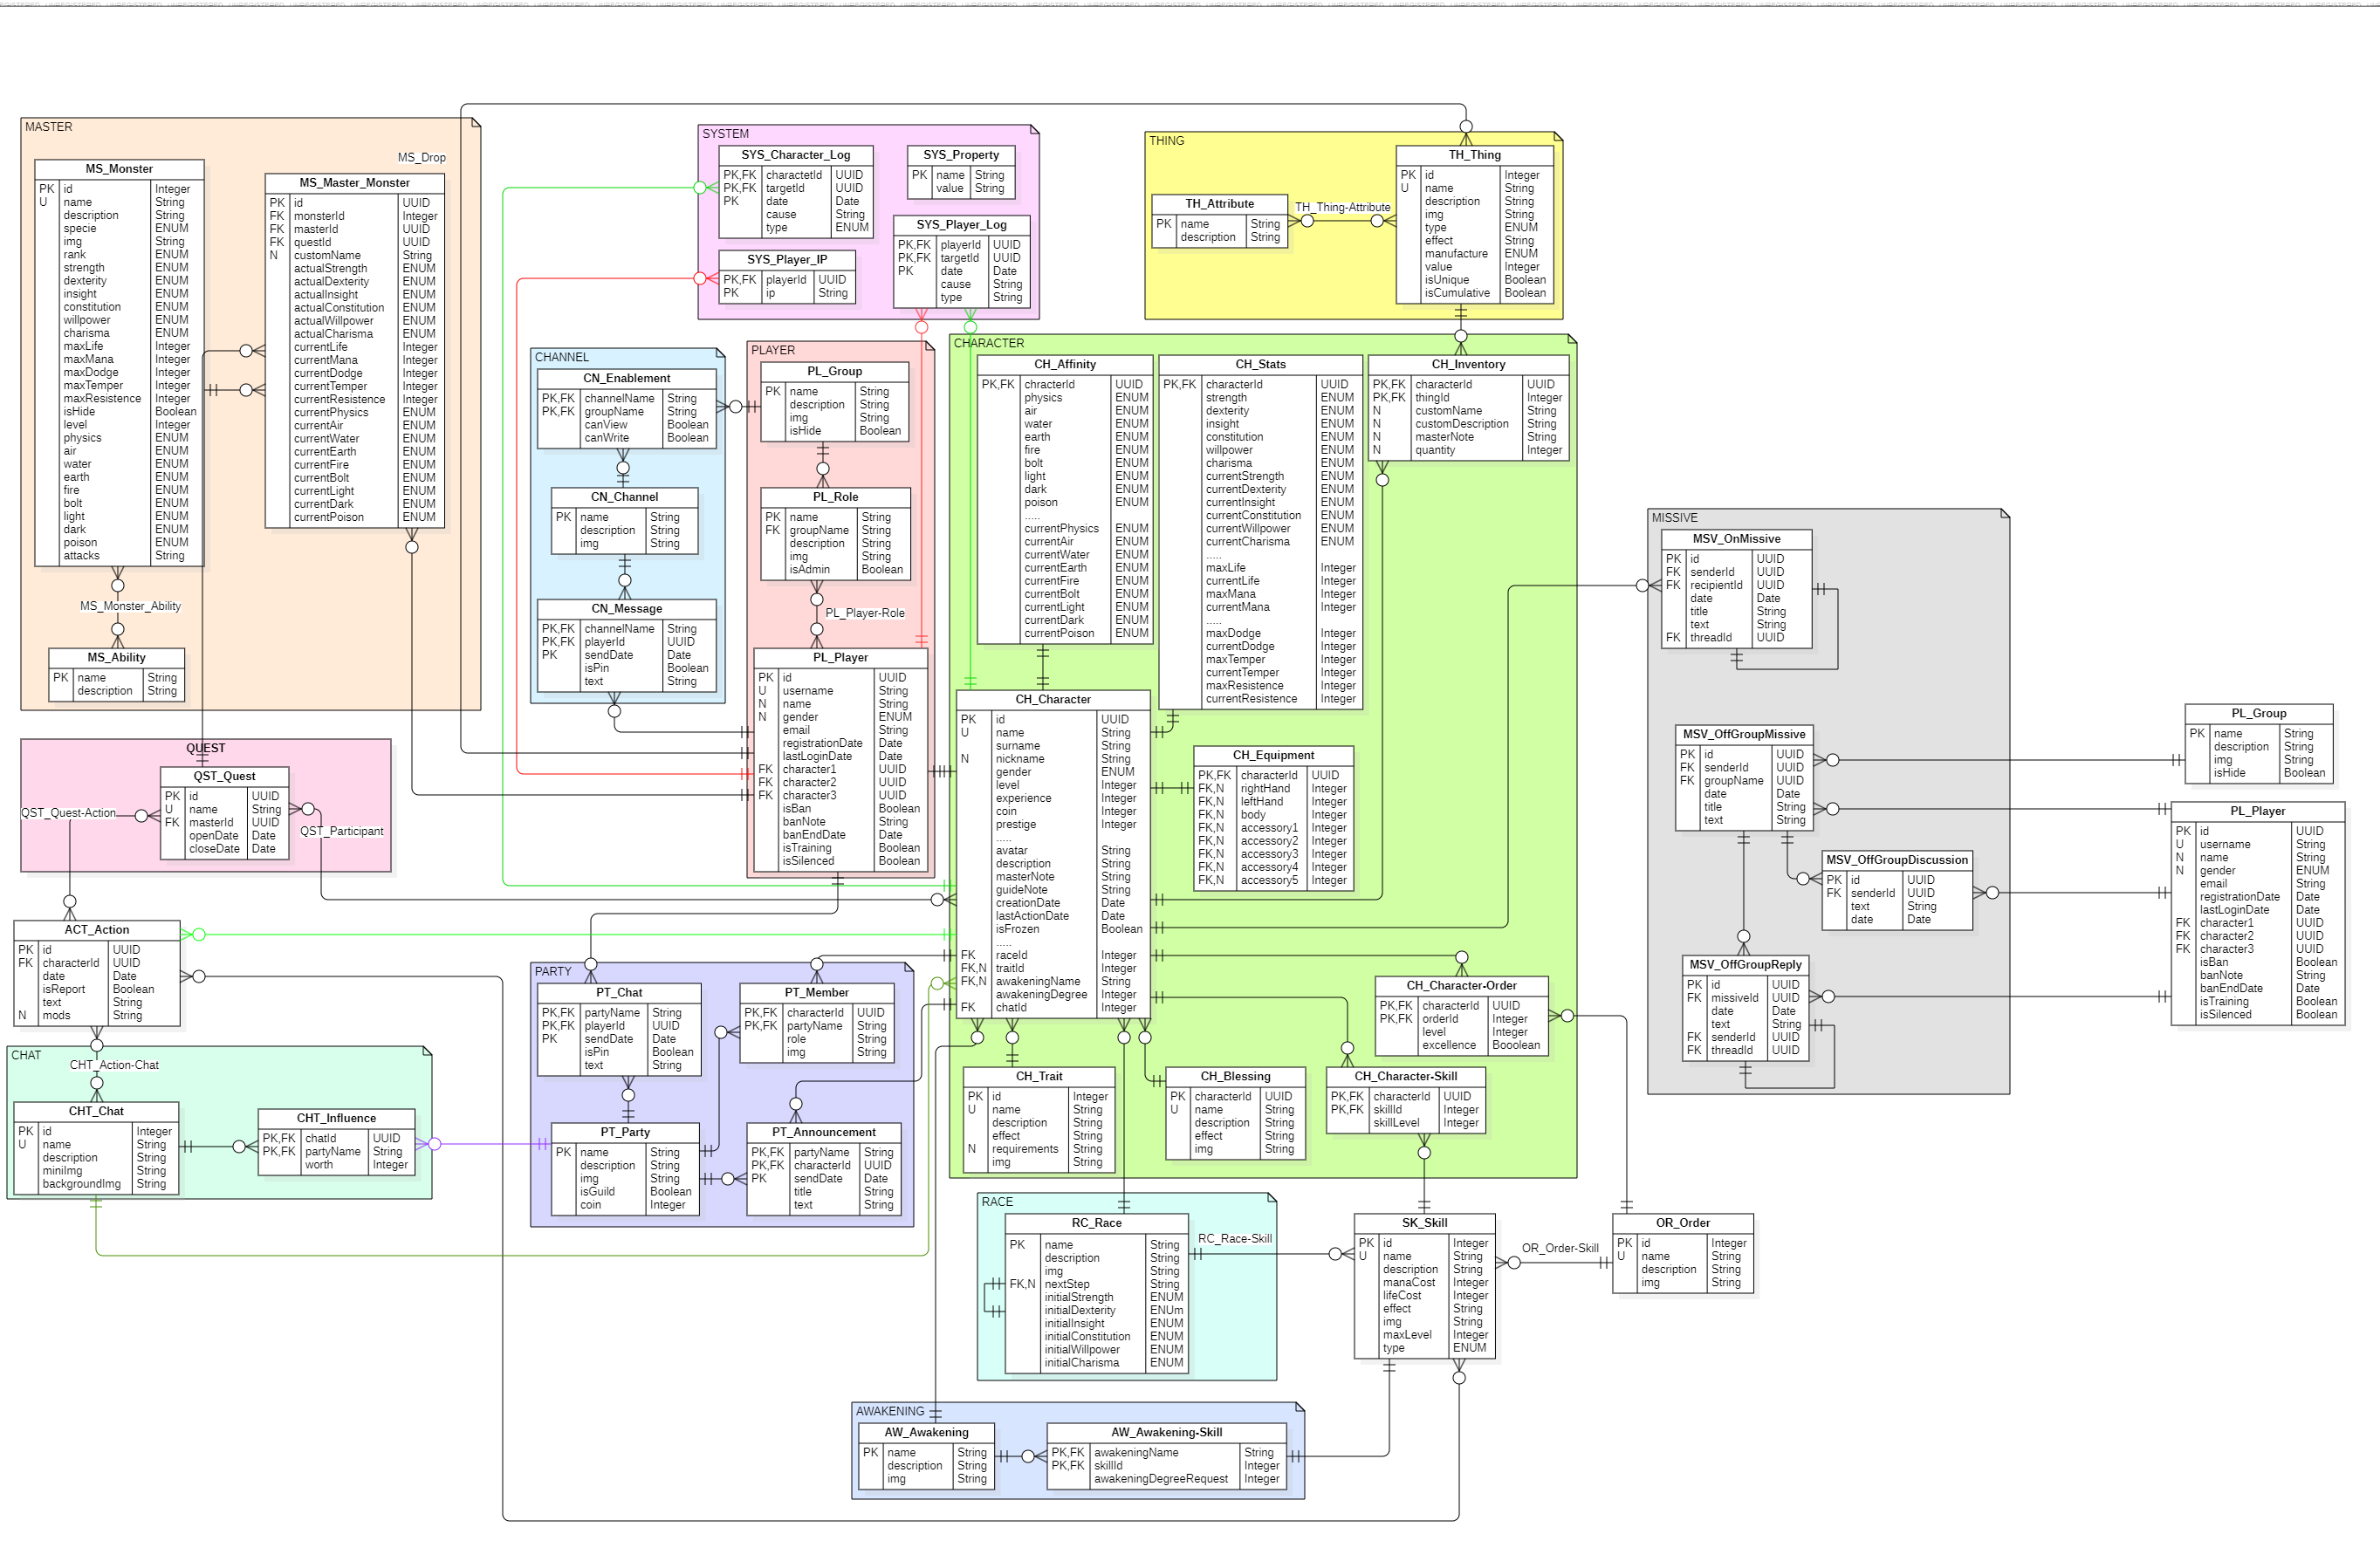 MASTER
MS_Drop
MS_Monster
PK id Integer
U name String
description String
specie ENUM
img String
rank ENUM
strength ENUM
dexterity ENUM
insight ENUM
constitution ENUM
willpower ENUM
charisma ENUM
maxLife Integer
maxMana Integer
maxDodge Integer
maxTemper Integer
maxResistence Integer
isHide Boolean
level Integer
physics ENUM
air ENUM
water ENUM
earth ENUM
fire ENUM
bolt ENUM
light ENUM
dark ENUM
poison ENUM
attacks String
MS_Master_Monster
PK id UUID
FK monsterId Integer
FK masterId UUID
FK questId UUID
N customName String
actualStrength ENUM
actualDexterity ENUM
actualInsight ENUM
actualConstitution ENUM
actualWillpower ENUM
actualCharisma ENUM
currentLife Integer
currentMana Integer
currentDodge Integer
currentTemper Integer
currentResistence Integer
currentPhysics ENUM
currentAir ENUM
currentWater ENUM
currentEarth ENUM
currentFire ENUM
currentBolt ENUM
currentLight ENUM
currentDark ENUM
currentPoison ENUM
MS_Monster_Ability
MS_Ability
PK name String
description String
SYSTEM
SYS_Character_Log
PK,FK charactetId UUID
PK,FK targetId UUID
PK date Date
cause String
type ENUM
SYS_Property
PK name String
value String
SYS_Player_Log
PK,FK playerId UUID
PK,FK targetId UUID
PK date Date
cause String
type String
SYS_Player_IP
PK,FK playerId UUID
PK ip String
THING
TH_Thing
PK id Integer
U name String
description String
img String
type ENUM
effect String
manufacture ENUM
value Integer
isUnique Boolean
isCumulative Boolean
TH_Attribute
PK name String
description String
TH_Thing-Attribute
CHANNEL
CN_Enablement
PK,FK channelName String
PK,FK groupName String
canView Boolean
canWrite Boolean
CN_Channel
PK name String
description String
img String
CN_Message
PK,FK channelName String
PK,FK playerId UUID
PK sendDate Date
isPin Boolean
text String
PLAYER
PL_Group
PK name String
description String
img String
isHide Boolean
PL_Role
PK name String
FK groupName String
description String
img String
isAdmin Boolean
PL_Player-Role
PL_Player
PK id UUID
U username String
N name String
N gender ENUM
email String
registrationDate Date
lastLoginDate Date
FK character1 UUID
FK character2 UUID
FK character3 UUID
isBan Boolean
banNote String
banEndDate Date
isTraining Boolean
isSilenced Boolean
CHARACTER
CH_Affinity
PK,FK chracterId UUID
physics ENUM
air ENUM
water ENUM
earth ENUM
fire ENUM
bolt ENUM
light ENUM
dark ENUM
poison ENUM
.....
currentPhysics ENUM
currentAir ENUM
currentWater ENUM
currentEarth ENUM
currentFire ENUM
currentBolt ENUM
currentLight ENUM
currentDark ENUM
currentPoison ENUM
CH_Stats
PK,FK characterId UUID
strength ENUM
dexterity ENUM
insight ENUM
constitution ENUM
willpower ENUM
charisma ENUM
currentStrength ENUM
currentDexterity ENUM
currentInsight ENUM
currentConstitution ENUM
currentWillpower ENUM
currentCharisma ENUM
.....
maxLife Integer
currentLife Integer
maxMana Integer
currentMana Integer
.....
maxDodge Integer
currentDodge Integer
maxTemper Integer
currentTemper Integer
maxResistence Integer
currentResistence Integer
CH_Inventory
PK,FK characterId UUID
PK,FK thingId Integer
N customName String
N customDescription String
N masterNote String
N quantity Integer
CH_Character
PK id UUID
U name String
surname String
N nickname String
gender ENUM
level Integer
experience Integer
coin Integer
prestige Integer
.....
avatar String
description String
masterNote String
guideNote String
creationDate Date
lastActionDate Date
isFrozen Boolean
.....
FK raceId Integer
FK,N traitId Integer
FK,N awakeningName String
awakeningDegree Integer
FK chatId Integer
CH_Equipment
PK,FK characterId UUID
FK,N rightHand Integer
FK,N leftHand Integer
FK,N body Integer
FK,N accessory1 Integer
FK,N accessory2 Integer
FK,N accessory3 Integer
FK,N accessory4 Integer
FK,N accessory5 Integer
CH_Character-Order
PK,FK characterId UUID
PK,FK orderId Integer
level Integer
excellence Booolean
CH_Trait
PK id Integer
U name String
description String
effect String
N requirements String
img String
CH_Blessing
PK characterId UUID
U name String
description String
effect String
img String
CH_Character-Skill
PK,FK characterId UUID
PK,FK skillId Integer
skillLevel Integer
MISSIVE
MSV_OnMissive
PK id UUID
FK senderId UUID
FK recipientId UUID
date Date
title String
text String
FK threadId UUID
MSV_OffGroupMissive
PK id UUID
FK senderId UUID
FK groupName UUID
date Date
title String
text String
MSV_OffGroupDiscussion
PK id UUID
FK senderId UUID
text String
date Date
MSV_OffGroupReply
PK id UUID
FK missiveId UUID
date Date
text String
FK senderId UUID
FK threadId UUID
PL_Group
PK name String
description String
img String
isHide Boolean
PL_Player
PK id UUID
U username String
N name String
N gender ENUM
email String
registrationDate Date
lastLoginDate Date
FK character1 UUID
FK character2 UUID
FK character3 UUID
isBan Boolean
banNote String
banEndDate Date
isTraining Boolean
isSilenced Boolean
QUEST
QST_Quest
PK id UUID
U name String
FK masterId UUID
openDate Date
closeDate Date
QST_Quest-Action
QST_Participant
ACT_Action
PK id UUID
FK characterId UUID
date Date
isReport Boolean
text String
N mods String
CHAT
CHT_Action-Chat
CHT_Chat
PK id Integer
U name String
description String
miniImg String
backgroundImg String
CHT_Influence
PK,FK chatId UUID
PK,FK partyName String
worth Integer
PARTY
PT_Chat
PK,FK partyName String
PK,FK playerId UUID
PK sendDate Date
isPin Boolean
text String
PT_Member
PK,FK characterId UUID
PK,FK partyName String
role String
img String
PT_Party
PK name String
description String
img String
isGuild Boolean
coin Integer
PT_Announcement
PK,FK partyName String
PK,FK characterId UUID
PK sendDate Date
title String
text String
RACE
RC_Race
PK name String
description String
img String
FK,N nextStep String
initialStrength ENUM
initialDexterity ENUm
initialInsight ENUM
initialConstitution ENUM
initialWillpower ENUM
initialCharisma ENUM
RC_Race-Skill
SK_Skill
PK id Integer
U name String
description String
manaCost Integer
lifeCost Integer
effect String
img String
maxLevel Integer
type ENUM
OR_Order-Skill
OR_Order
PK id Integer
U name String
description String
img String
AWAKENING
AW_Awakening
PK name String
description String
img String
AW_Awakening-Skill
PK,FK awakeningName String
PK,FK skillId Integer
awakeningDegreeRequest Integer